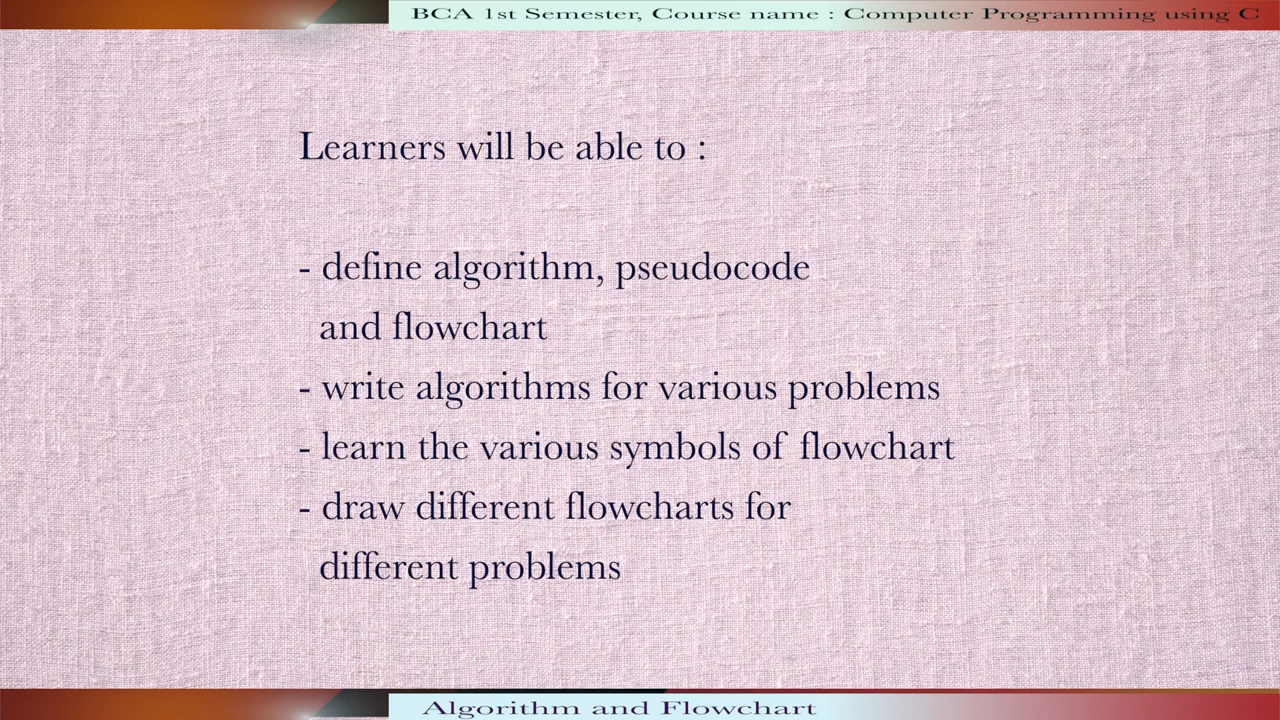 BCA 1st Semester, Course name : Computer Programming using C
Learners will be able to :
- define algorithm, pseudocode
and flowchart
- write algorithms for various problems
- learn the various symbols of flowchart
- draw different flowcharts for
different problems
Algorithm and Flowchart